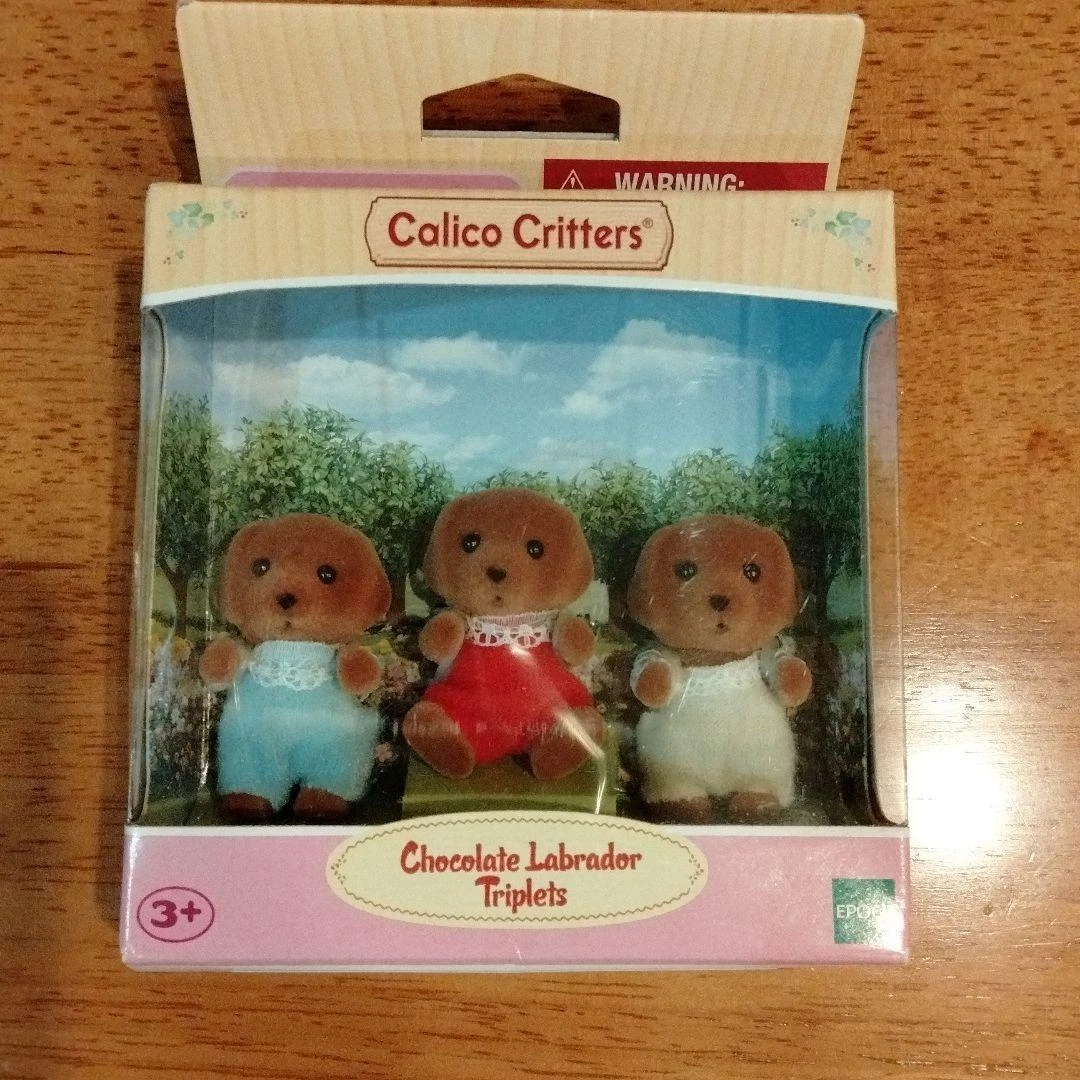 WARNING:
Calico Critters®
Chocolate Labrador
Triplets
3+
EPOCH